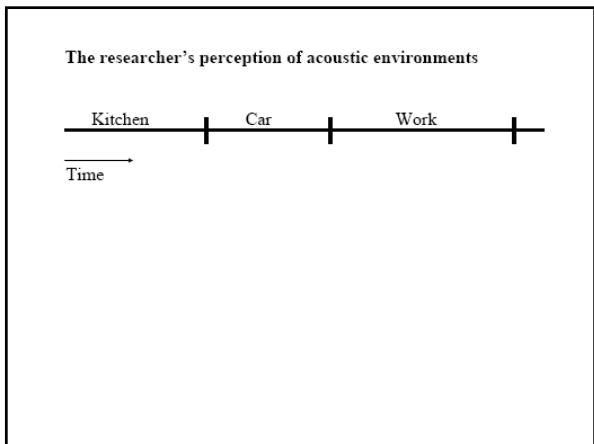 The researcher's perception of acoustic environments
Kitchen Car Work
Time